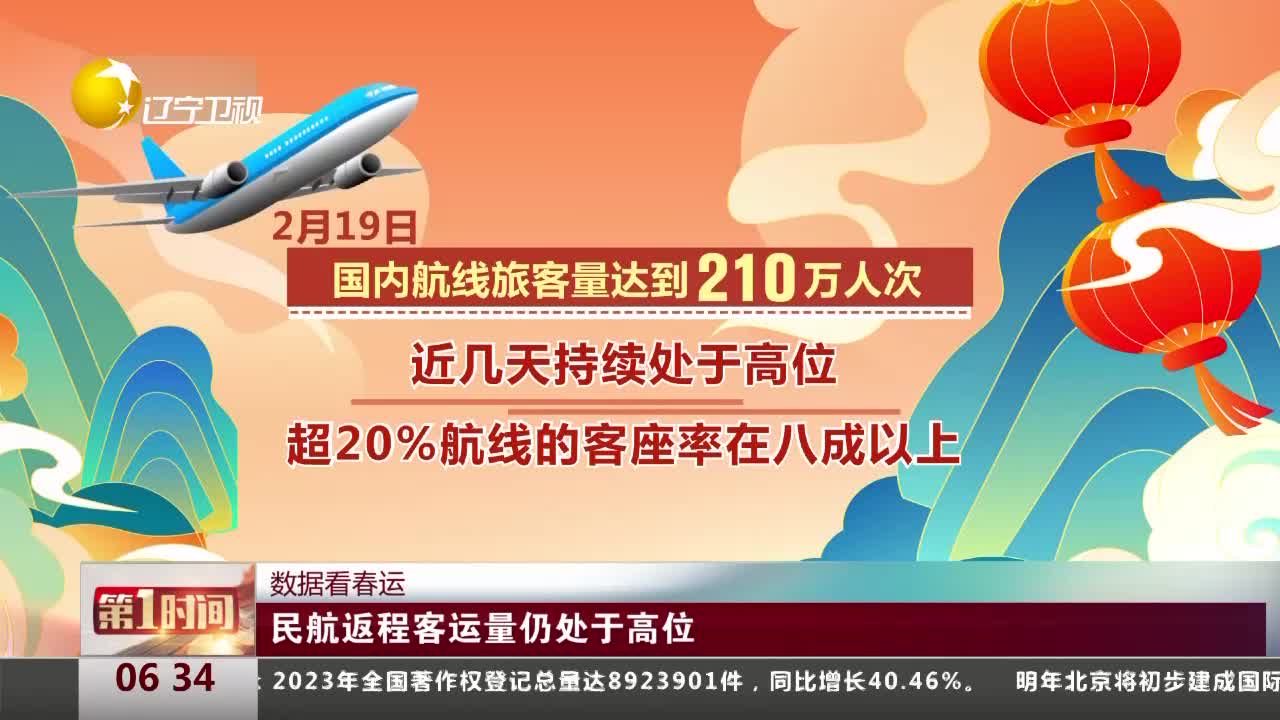 辽宁卫视
2月19日
国内航线旅客量达到210万人次
近几天持续处于高位
超20%航线的客座率在八成以上
数据看春运
第1时间
民航返程客运量仍处于高位
06 34
2023年全国著作权登记总量达8923901件，同比增长40.46%。 明年北京将初步建成国际